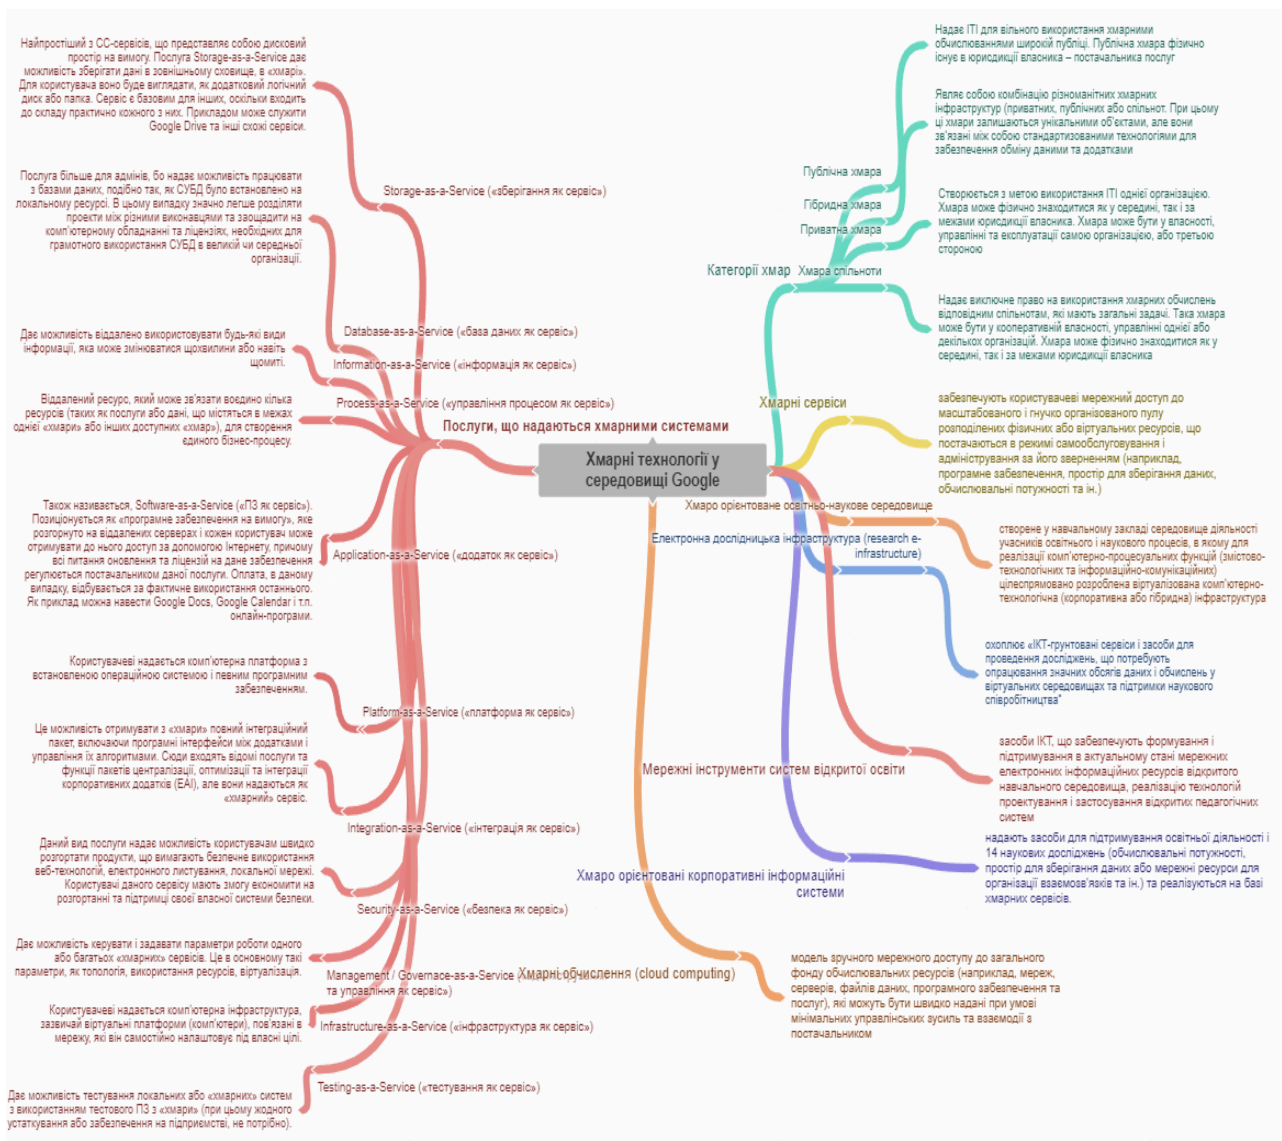 Хмарні технології у
середовищі Google
Послуги, що надаються хмарними системами
Storage-as-a-Service («зберігання як сервіс»)
Найпростіший з СС-сервісів, що представляє собою дисковий
простір на вимогу. Послуга Storage-as-a-Service дає
можливість зберігати дані в зовнішньому сховище, в «хмарі».
Для користувача воно буде виглядати, як додатковий логічний
диск або папка. Сервіс є базовим для інших, оскільки входить
до складу практично кожного з них. Прикладом може служити
Google Drive та інші схожі сервіси.
Database-as-a-Service («база даних як сервіс»)
Послуга більше для адмінів, бо надає можливість працювати
з базами даних, подібно так, як СУБД було встановлено на
локальному ресурсі. В цьому випадку значно легше розділяти
проекти між різними виконавцями та заощадити на
комп'ютерному обладнанні та ліцензіях, необхідних для
грамотного використання СУБД в великій чи середньої
організації.
Information-as-a-Service («інформація як сервіс»)
Дає можливість віддалено використовувати будь-які види
інформації, яка може змінюватися щохвилини або навіть
щомиті.
Process-as-a-Service («управління процесом як сервіс»)
Віддалений ресурс, який може зв'язати воєдино кілька
ресурсів (таких як послуги або дані, що містяться в межах
однієї «хмари» або інших доступних «хмар»), для створення
єдиного бізнес-процесу.
Application-as-a-Service («додаток як сервіс»)
Також називається, Software-as-a-Service («ПЗ як сервіс»).
Позиціонується як «програмне забезпечення на вимогу», яке
розгорнуто на віддалених серверах і кожен користувач може
отримувати до нього доступ за допомогою Інтернету, причому
всі питання оновлення та ліцензій на дане забезпечення
регулюється постачальником даної послуги. Оплата, в даному
випадку, відбувається за фактичне використання останнього.
Як приклад можна навести Google Docs, Google Calendar і т.п.
онлайн-програми.
Platform-as-a-Service («платформа як сервіс»)
Користувачеві надається комп'ютерна платформа з
встановленою операційною системою і певним програмним
забезпеченням.
Integration-as-a-Service («інтеграція як сервіс»)
Це можливість отримувати з «хмари» повний інтеграційний
пакет, включаючи програмні інтерфейси між додатками і
управління їх алгоритмами. Сюди входять відомі послуги та
функції пакетів централізації, оптимізації та інтеграції
корпоративних додатків (EAI), але вони надаються як
«хмарний» сервіс.
Security-as-a-Service («безпека як сервіс»)
Даний вид послуги надає можливість користувачам швидко
розгортати продукти, що вимагають безпечне використання
веб-технологій, електронного листування, локальної мережі.
Користувачі даного сервісу мають змогу економити на
розгортанні та підтримці своєї власної системи безпеки.
Management / Governace-as-a-Service
та управління як сервіс»)
Дає можливість керувати і задавати параметри роботи одного
або багатьох «хмарних» сервісів. Це в основному такі
параметри, як топологія, використання ресурсів, віртуалізація.
Infrastructure-as-a-Service («інфраструктура як сервіс»)
Користувачеві надається комп'ютерна інфраструктура,
зазвичай віртуальні платформи (комп'ютери), пов'язані в
мережу, які він самостійно налаштовує під власні цілі.
Testing-as-a-Service («тестування як сервіс»)
Дає можливість тестування локальних або «хмарних» систем
з використанням тестового ПЗ з «хмари» (при цьому жодного
устаткування або забезпечення на підприємстві, не потрібно).
Категорії хмар
Публічна хмара
Надає ІТІ для вільного використання хмарними
обчислюваннями широкій публіці. Публічна хмара фізично
існує в юрисдикції власника – постачальника послуг
Гібридна хмара
Являє собою комбінацію різноманітних хмарних
інфраструктур (приватних, публічних або спільнот. При цьому
ці хмари залишаються унікальними об'єктами, але вони
зв'язані між собою стандартизованими технологіями для
забезпечення обміну даними та додатками
Приватна хмара
Створюється з метою використання ІТІ однієї організацією.
Хмара може фізично знаходитися як у середині, так і за
межами юрисдикції власника. Хмара може бути у власності,
управлінні та експлуатації самою організацією, або третьою
стороною
Хмара спільноти
Надає виключне право на використання хмарних обчислень
відповідним спільнотам, які мають загальні задачі. Така хмара
може бути у кооперативній власності, управлінні однієї або
декількох організацій. Хмара може фізично знаходитися як у
середині, так і за межами юрисдикції власника
Хмарні сервіси
забезпечують користувачеві мережний доступ до
масштабованого і гнучко організованого пулу
розподілених фізичних або віртуальних ресурсів, що
постачаються в режимі самообслуговування і
адміністрування за його зверненням (наприклад,
програмне забезпечення, простір для зберігання даних,
обчислювальні потужності та ін.)
Хмаро орієнтоване освітньо-наукове середовище
створене у навчальному закладі середовище діяльності
учасників освітнього і наукового процесів, в якому для
реалізації комп'ютерно-процесуальних функцій (змістово-
технологічних та інформаційно-комунікаційних)
цілеспрямовано розроблена віртуалізована комп'ютерно-
технологічна (корпоративна або гібридна) інфраструктура
Електронна дослідницька інфраструктура (research e-
infrastructure)
охоплює «ІКТ-ґрунтовані сервіси і засоби для
проведення досліджень, що потребують
опрацювання значних обсягів даних і обчислень у
віртуальних середовищах та підтримки наукового
співробітництва"
Мережні інструменти систем відкритої освіти
засоби ІКТ, що забезпечують формування і
підтримування в актуальному стані мережних
електронних інформаційних ресурсів відкритого
навчального середовища, реалізацію технологій
проектування і застосування відкритих педагогічних
систем
Хмаро орієнтовані корпоративні інформаційні
системи
надають засоби для підтримування освітньої діяльності і
14 наукових досліджень (обчислювальні потужності,
простір для зберігання даних або мережні ресурси для
організації взаємозв'язків та ін.) та реалізуються на базі
хмарних сервісів.
Хмарні обчислення (cloud computing)
модель зручного мережного доступу до загального
фонду обчислювальних ресурсів (наприклад, мереж,
серверів, файлів даних, програмного забезпечення та
послуг), які можуть бути швидко надані при умові
мінімальних управлінських зусиль та взаємодії з
постачальником